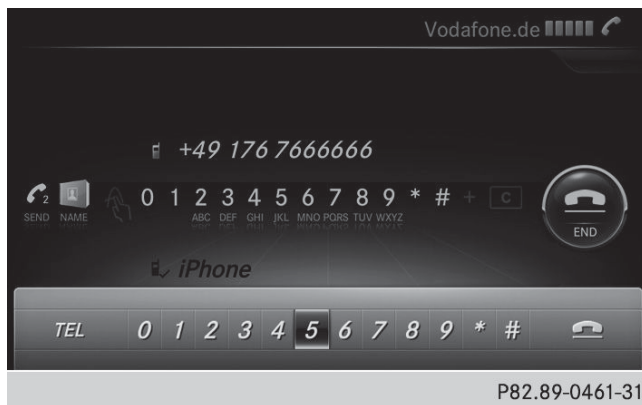 Vodafone.de
+49 176 7666666
0 1 2 3 4 5 6 7 8 9 * # + C
SEND NAME ABC DEF GHI JKL MNO PQRS TUV WXYZ END
iPhone
TEL 0 1 2 3 4 5 6 7 8 9 * #
P82.89-0461-31